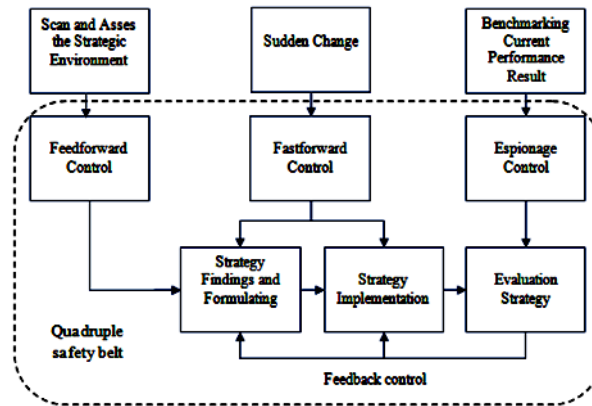 Scan and Asses
the Strategic
Environment
Sudden Change
Benchmarking
Current
Performance
Result
Feedforward
Control
Fastforward
Control
Espionage
Control
Strategy
Findings and
Formulating
Strategy
Implementation
Evaluation
Strategy
Quadruple
safety belt
Feedback control